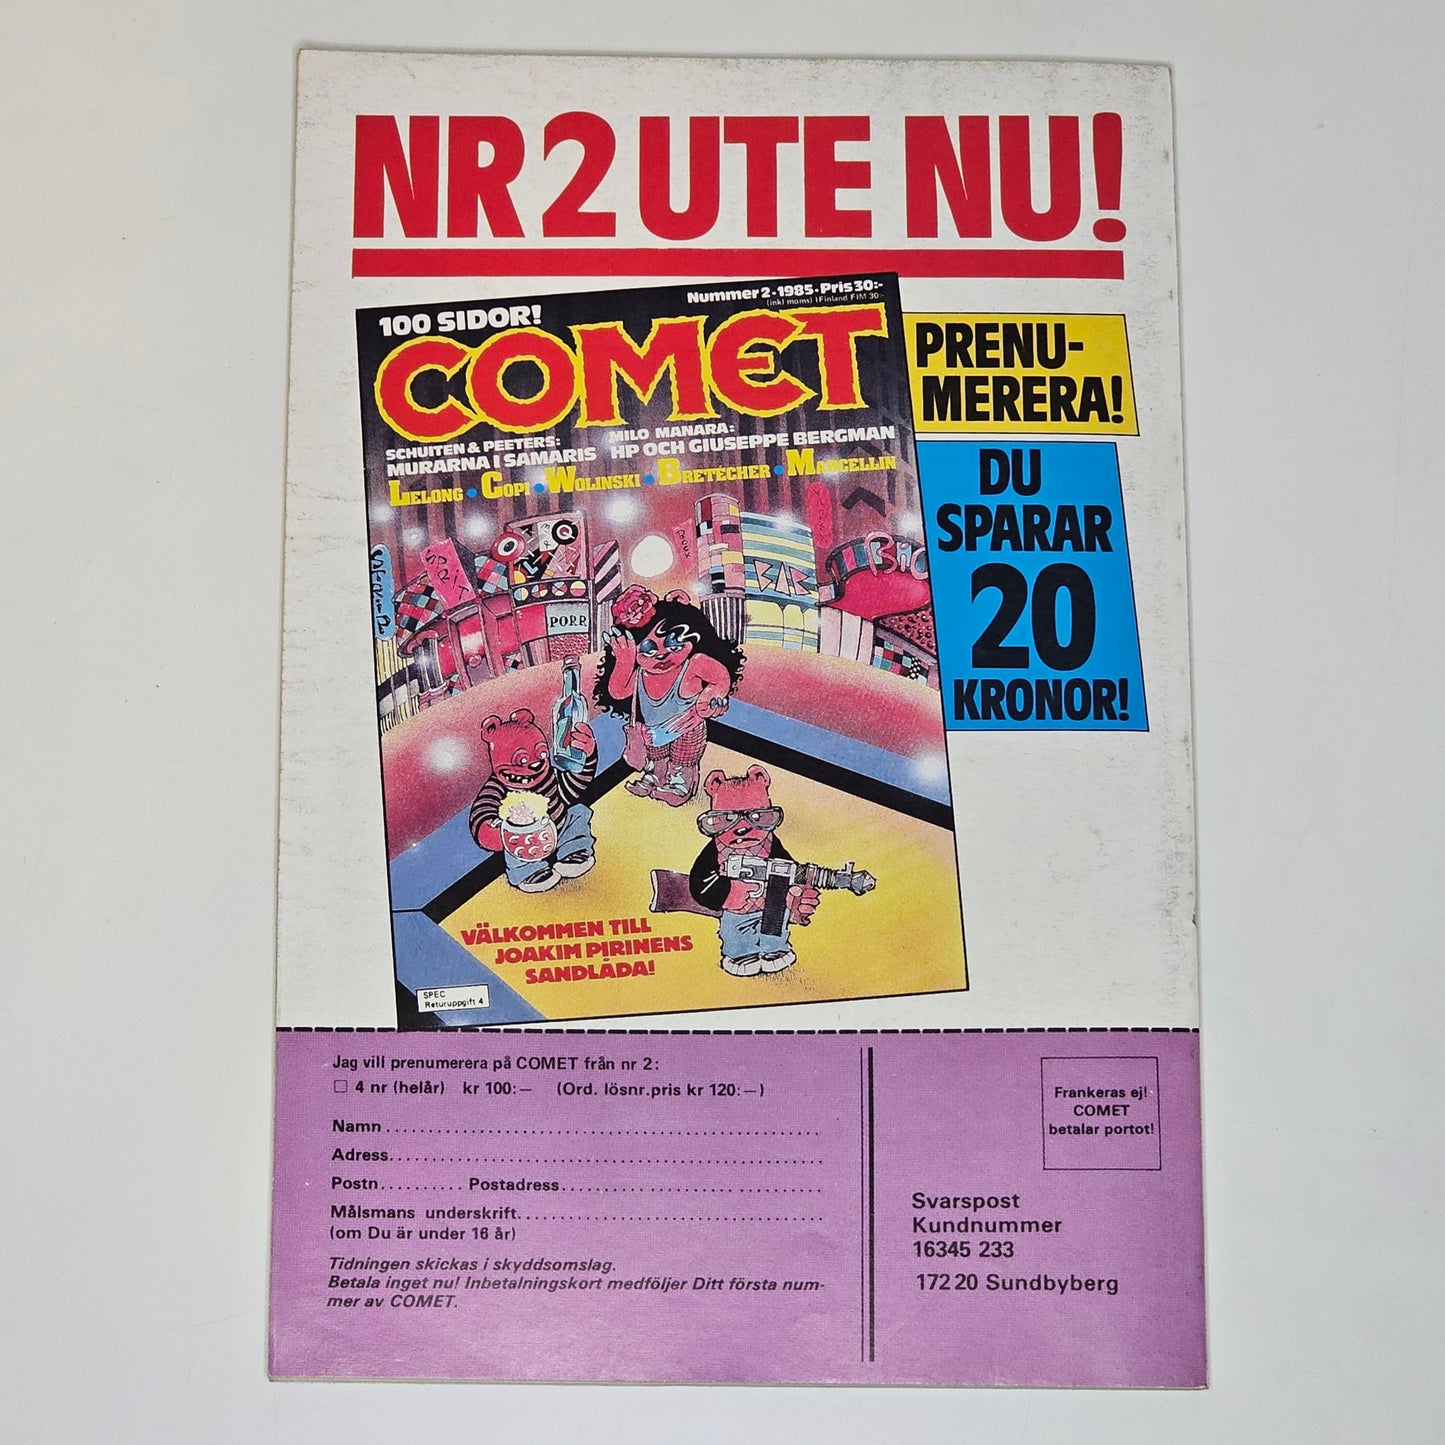 NR 2 UTE NU!
100 SIDOR!
Nummer 2 · 1985 · Pris 30:-
(inkl moms) I Finland FIM 30:-
COMET
SCHUITEN & PEETERS:
MURARNA I SAMARIS
MILO MANARA:
HP OCH GIUSEPPE BERGMAN
LELONG • COPI • WOLINSKI • BRETÉCHER • MARCELLIN
PORR
BAR
VÄLKOMMEN TILL
JOAKIM PIRINENS
SANDLÅDA!
SPEC
Returuppgift 4
PRENU-
MERERA!
DU
SPARAR
20
KRONOR!
Jag vill prenumerera på COMET från nr 2:
☐ 4 nr (helår) kr 100:— (Ord. lösnr.pris kr 120:—)
Namn
Adress
Postn. Postadress
Målsmans underskrift
(om Du är under 16 år)
Tidningen skickas i skyddsomslag.
Betala inget nu! Inbetalningskort medföljer Ditt första num-
mer av COMET.
Frankeras ej!
COMET
betalar portot!
Svarspost
Kundnummer
16345 233
172 20 Sundbyberg